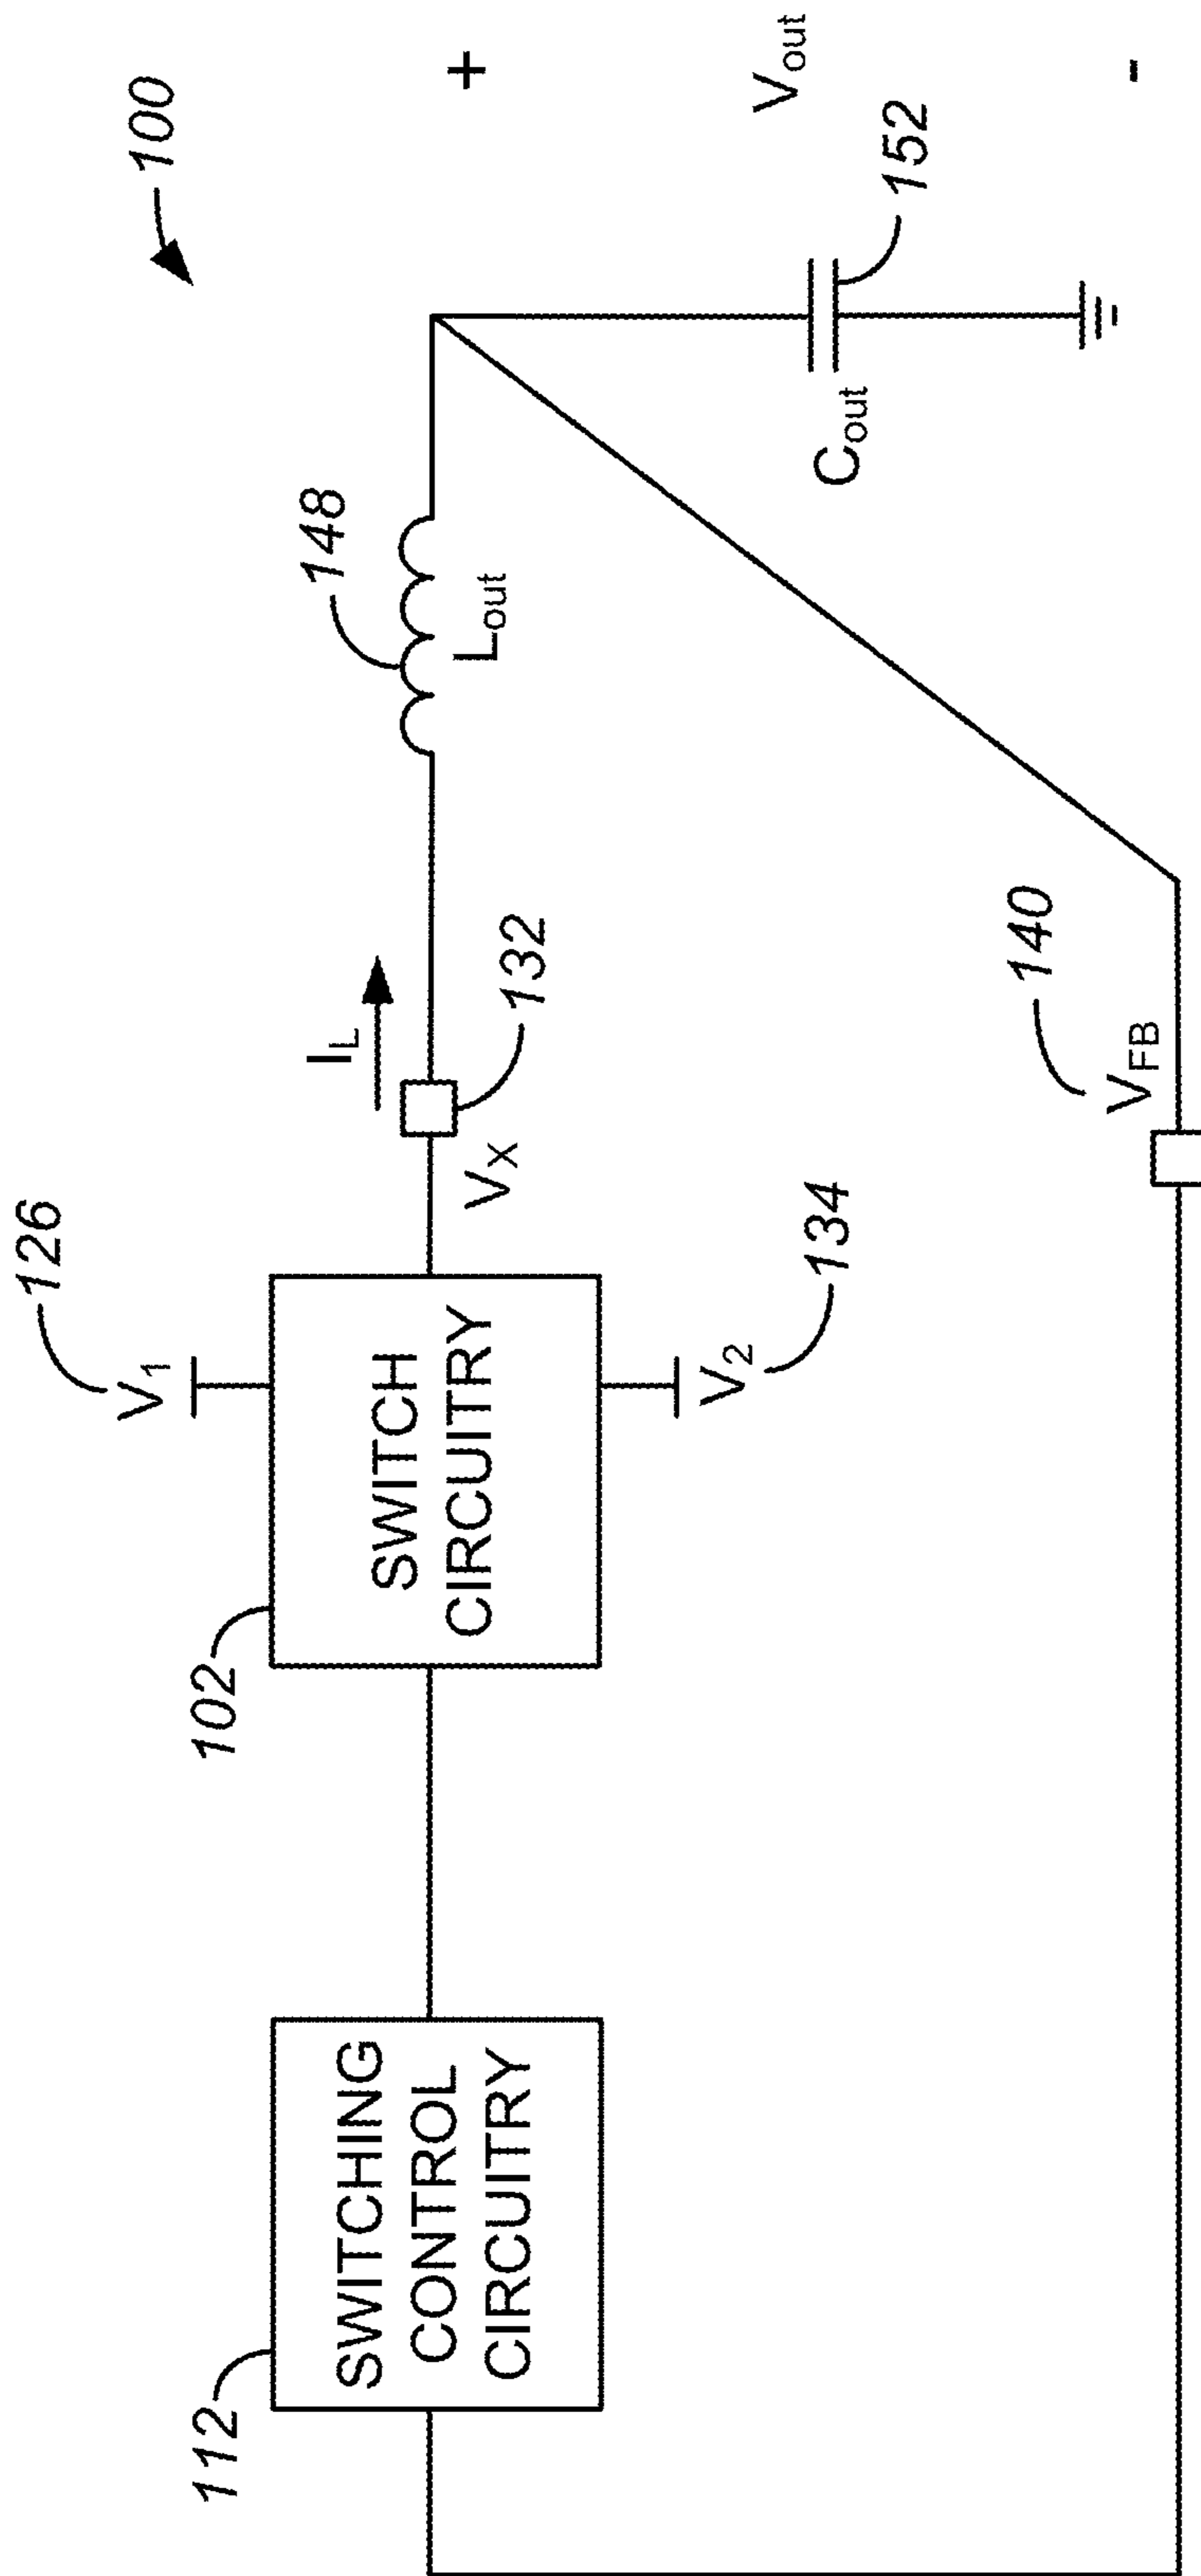 100
126
V1
148
IL
+
112
102
SWITCHING
CONTROL
CIRCUITRY
SWITCH
CIRCUITRY
VX
132
Lout
V2
134
Cout
152
Vout
140
VFB
-